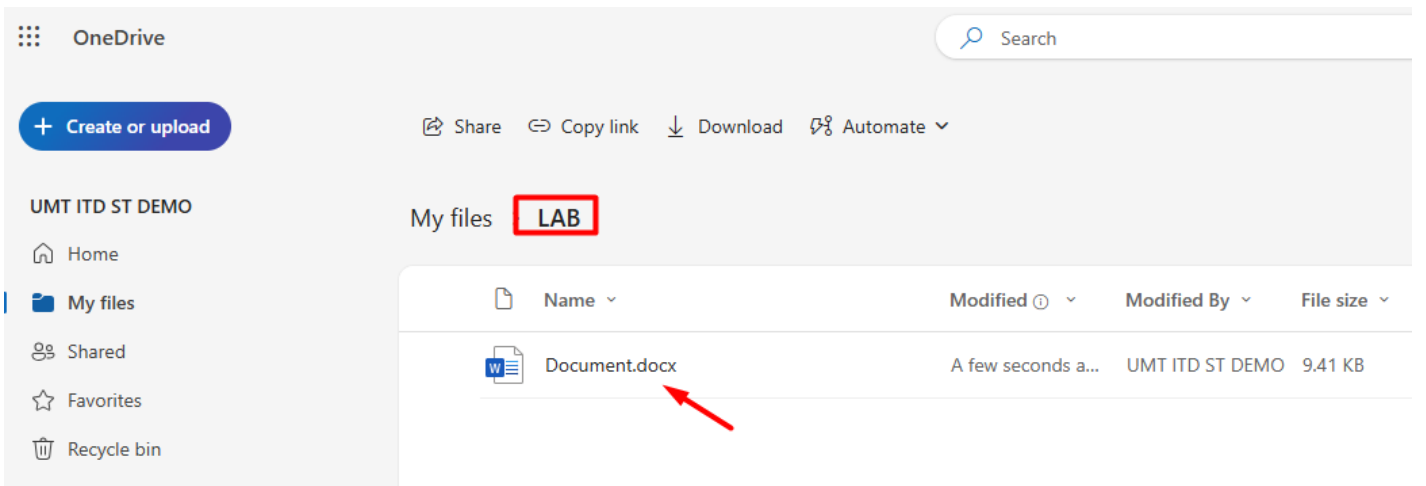 OneDrive
Search
Create or upload
Share Copy link Download Automate
UMT ITD ST DEMO
My files LAB
Home
Name Modified Modified By File size
My files
Shared
W Document.docx A few seconds a... UMT ITD ST DEMO 9.41 KB
Favorites
Recycle bin